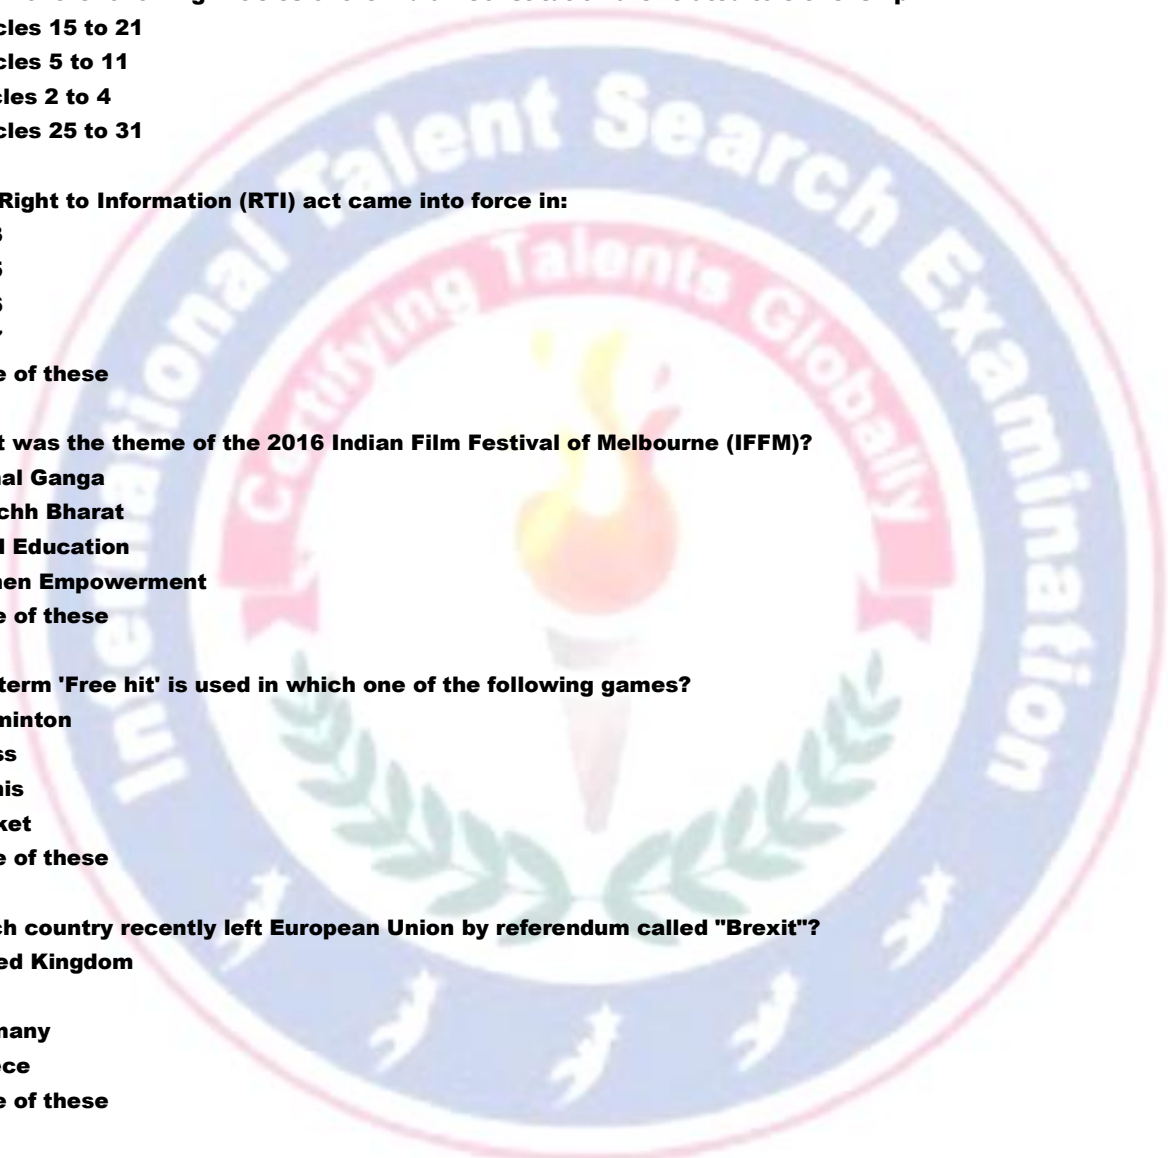 cles 15 to 21
cles 5 to 11
cles 2 to 4
cles 25 to 31
Right to Information (RTI) act came into force in:
e of these
t was the theme of the 2016 Indian Film Festival of Melbourne (IFFM)?
al Ganga
chh Bharat
l Education
en Empowerment
e of these
term 'Free hit' is used in which one of the following games?
minton
ss
nis
ket
e of these
ch country recently left European Union by referendum called "Brexit"?
ed Kingdom
many
ece
e of these
International Talent Search Examination
Certifying Talents Globally